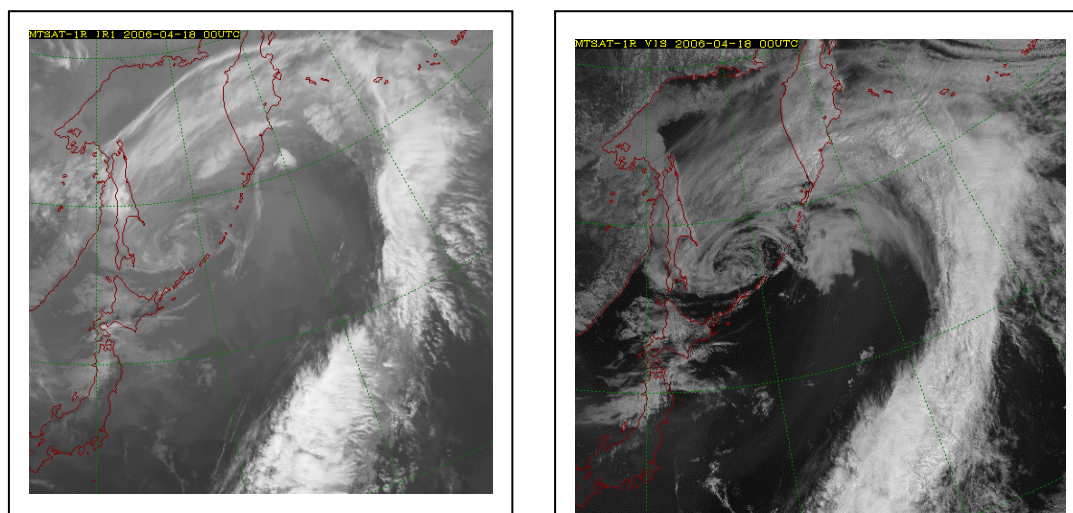 MTSAT-1R IR1 2006-04-18 00UTC
MTSAT-1R VIS 2006-04-18 00UTC